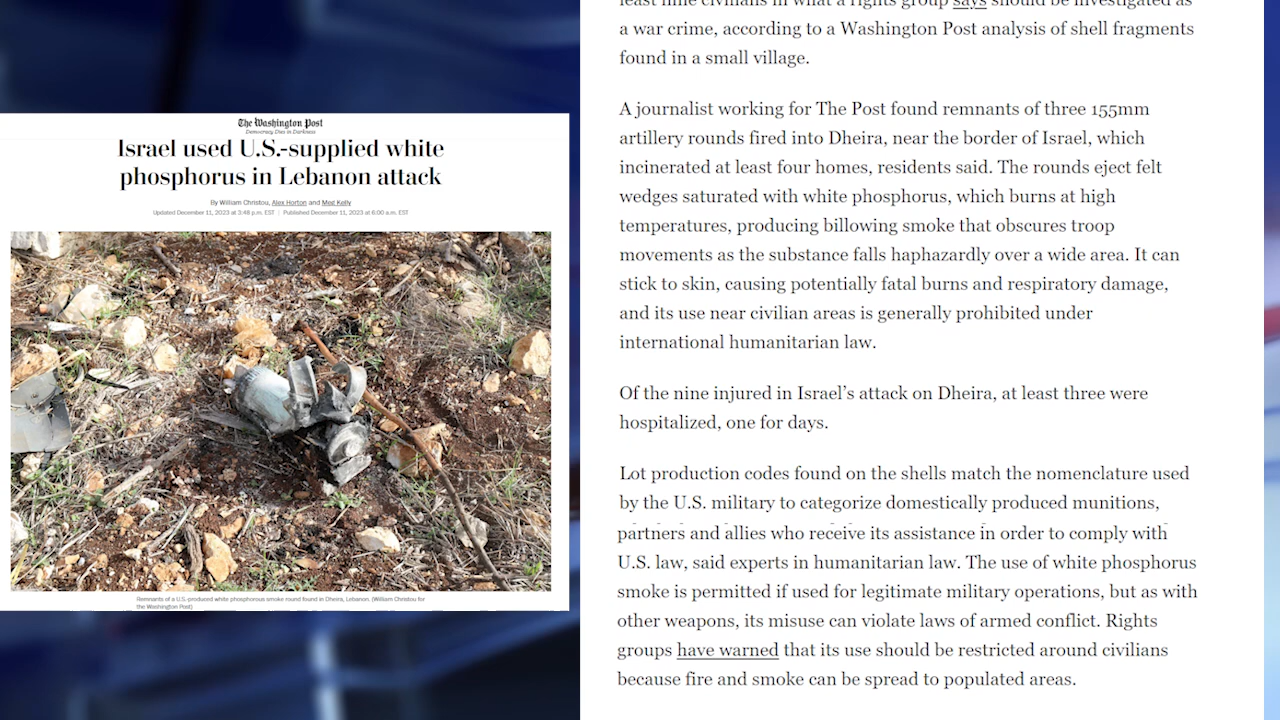 The Washington Post
Democracy Dies in Darkness
Israel used U.S.-supplied white
phosphorus in Lebanon attack
By William Christou, Alex Horton and Meg Kelly
Updated December 11, 2023 at 3:48 p.m. EST | Published December 11, 2023 at 6:00 a.m. EST
Remnants of a U.S-produced white phosphorous smoke round found in Dheira, Lebanon. (William Christou for
the Washington Post)
least nine civilians in what a rights group says should be investigated as
a war crime, according to a Washington Post analysis of shell fragments
found in a small village.
A journalist working for The Post found remnants of three 155mm
artillery rounds fired into Dheira, near the border of Israel, which
incinerated at least four homes, residents said. The rounds eject felt
wedges saturated with white phosphorus, which burns at high
temperatures, producing billowing smoke that obscures troop
movements as the substance falls haphazardly over a wide area. It can
stick to skin, causing potentially fatal burns and respiratory damage,
and its use near civilian areas is generally prohibited under
international humanitarian law.
Of the nine injured in Israel’s attack on Dheira, at least three were
hospitalized, one for days.
Lot production codes found on the shells match the nomenclature used
by the U.S. military to categorize domestically produced munitions,
partners and allies who receive its assistance in order to comply with
U.S. law, said experts in humanitarian law. The use of white phosphorus
smoke is permitted if used for legitimate military operations, but as with
other weapons, its misuse can violate laws of armed conflict. Rights
groups have warned that its use should be restricted around civilians
because fire and smoke can be spread to populated areas.